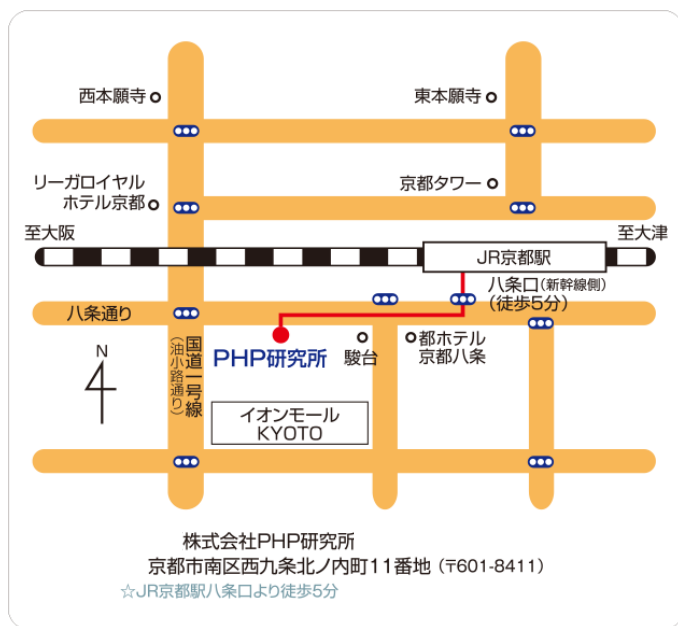 西本願寺
東本願寺
リーガロイヤル
ホテル京都
京都タワー
至大阪
至大津
JR京都駅
八条口(新幹線側)
(徒歩5分)
八条通り
国道一号線
(油小路通り)
PHP研究所
駿台
都ホテル
京都八条
N
イオンモール
KYOTO
株式会社PHP研究所
京都市南区西九条北ノ内町11番地(〒601-8411)
☆JR京都駅八条口より徒歩5分